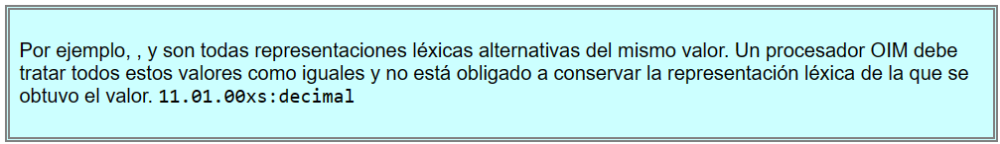 Por ejemplo, , y son todas representaciones léxicas alternativas del mismo valor. Un procesador OIM debe
tratar todos estos valores como iguales y no está obligado a conservar la representación léxica de la que se
obtuvo el valor. 11.01.00xs:decimal